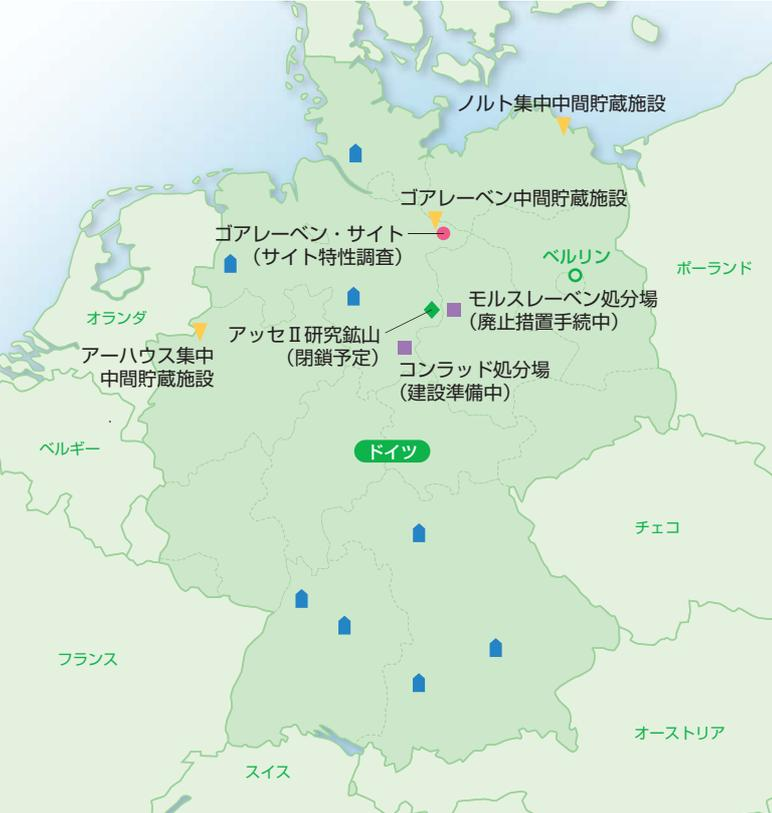 ノルト集中中間貯蔵施設
ゴアレーベン中間貯蔵施設
ゴアレーベン・サイト
（サイト特性調査）
ベルリン
ポーランド
モルスレーベン処分場
（廃止措置手続中）
オランダ
アッセⅡ研究鉱山
（閉鎖予定）
アーハウス集中
中間貯蔵施設
コンラッド処分場
（建設準備中）
ベルギー
ドイツ
チェコ
フランス
オーストリア
スイス